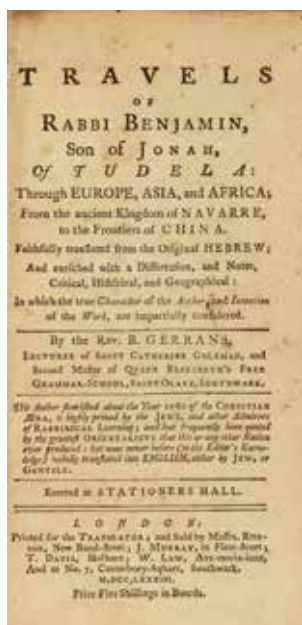 TRAVELS
OF
RABBI BENJAMIN,
Son of JONAH,
Of TUDELA:
Through EUROPE, ASIA, and AFRICA;
From the ancient Kingdom of NAVARRE,
to the Frontiers of CHINA.
Faithfully translated from the Original HEBREW;
And enriched with a Dissertation, and Notes,
Critical, Historical, and Geographical:
In which the true Character of the Author, and Intention
of the Work, are impartially considered.
By the REV. B. GERRANS,
LECTURER of SAINT CATHERINE COLEMAN, and
Second Master of QUEEN ELIZABETH's FREE
GRAMMAR-SCHOOL, SAINT OLAVE, SOUTHWARK.
The Author flourished about the Year 1160 of the CHRISTIAN
ÆRA, is highly prized by the JEWS, and other Admirers
of RABBINICAL Learning; and has frequently been quoted
by the greatest ORIENTALISTS that this or any other Nation
ever produced; but was never before (to the Editor's Know-
ledge) wholly translated into ENGLISH, either by JEW, or
GENTILE.
Entered at STATIONERS HALL.
LONDON:
Printed for the TRANSLATOR; and Sold by Messrs. ROB-
SON, New Bond-street; J. MURRAY, in Fleet-street;
T. DAVIS, Holborn; W. LAW, Ave-maria-lane,
And at No. 7, Canterbury-Square, Southwark.
M,DCC,LXXXIII.
Price Five Shillings in Boards.